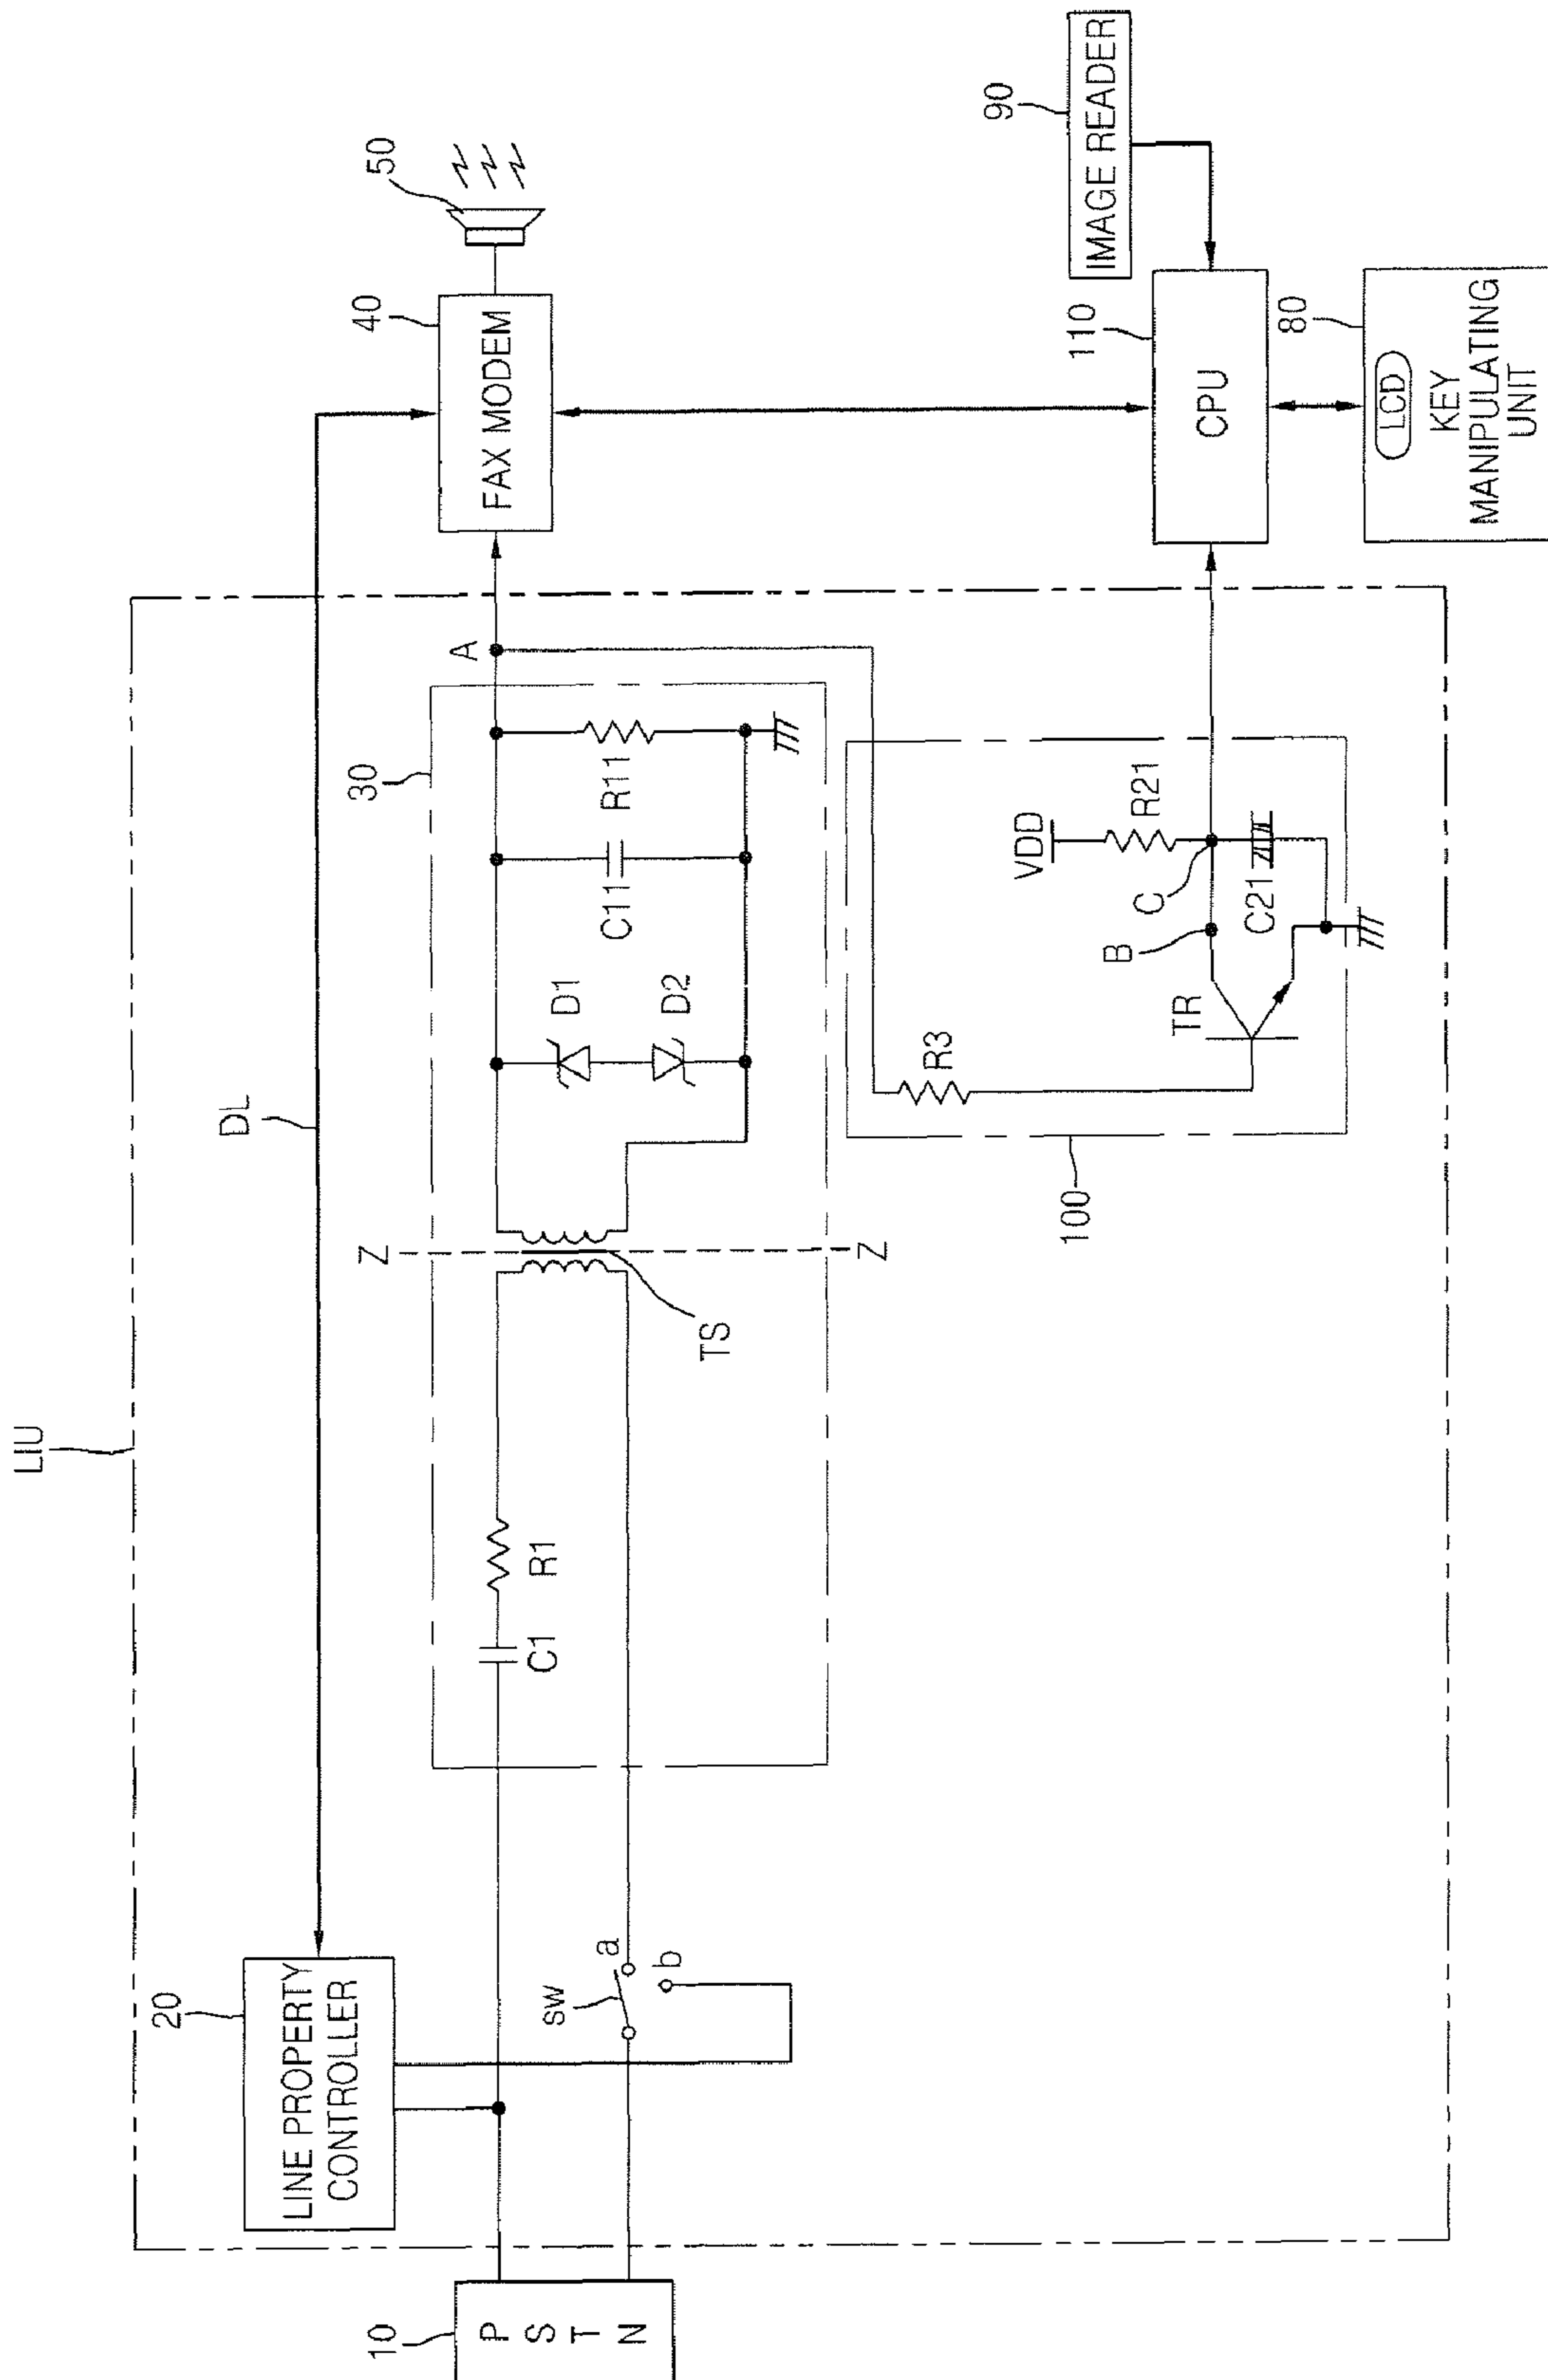 LIU
10
P S T N
20
LINE PROPERTY
CONTROLLER
DL
sw
a
b
30
C1
R1
Z
Z
TS
D1
D2
C11
R11
A
40
FAX MODEM
50
100
R3
TR
B
C
VDD
R21
C21
110
CPU
90
IMAGE READER
80
LCD
KEY
MANIPULATING
UNIT